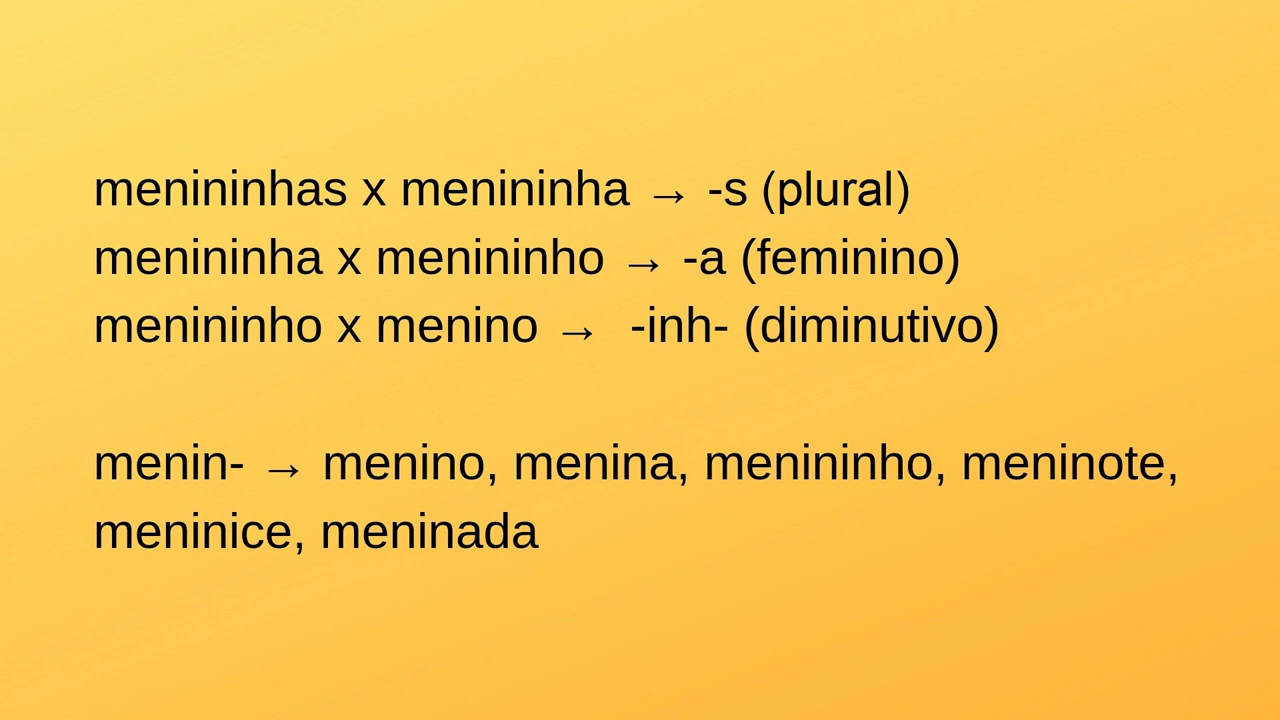 menininhas x menininha → -s (plural)
menininha x menininho → -a (feminino)
menininho x menino → -inh- (diminutivo)
menin- → menino, menina, menininho, meninote,
meninice, meninada